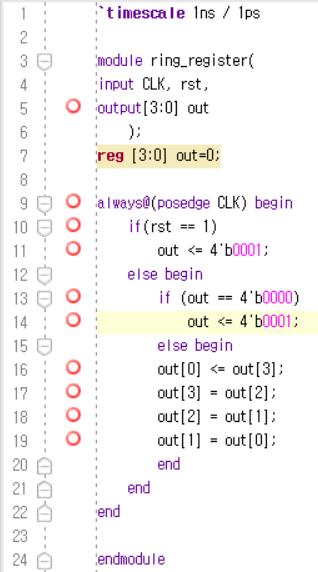 1 `timescale 1ns / 1ps
2
3 module ring_register(
4 input CLK, rst,
5 output[3:0] out
6 );
7 reg [3:0] out=0;
8
9 always@(posedge CLK) begin
10 if(rst == 1)
11 out <= 4'b0001;
12 else begin
13 if (out == 4'b0000)
14 out <= 4'b0001;
15 else begin
16 out[0] <= out[3];
17 out[3] = out[2];
18 out[2] = out[1];
19 out[1] = out[0];
20 end
21 end
22 end
23
24 endmodule